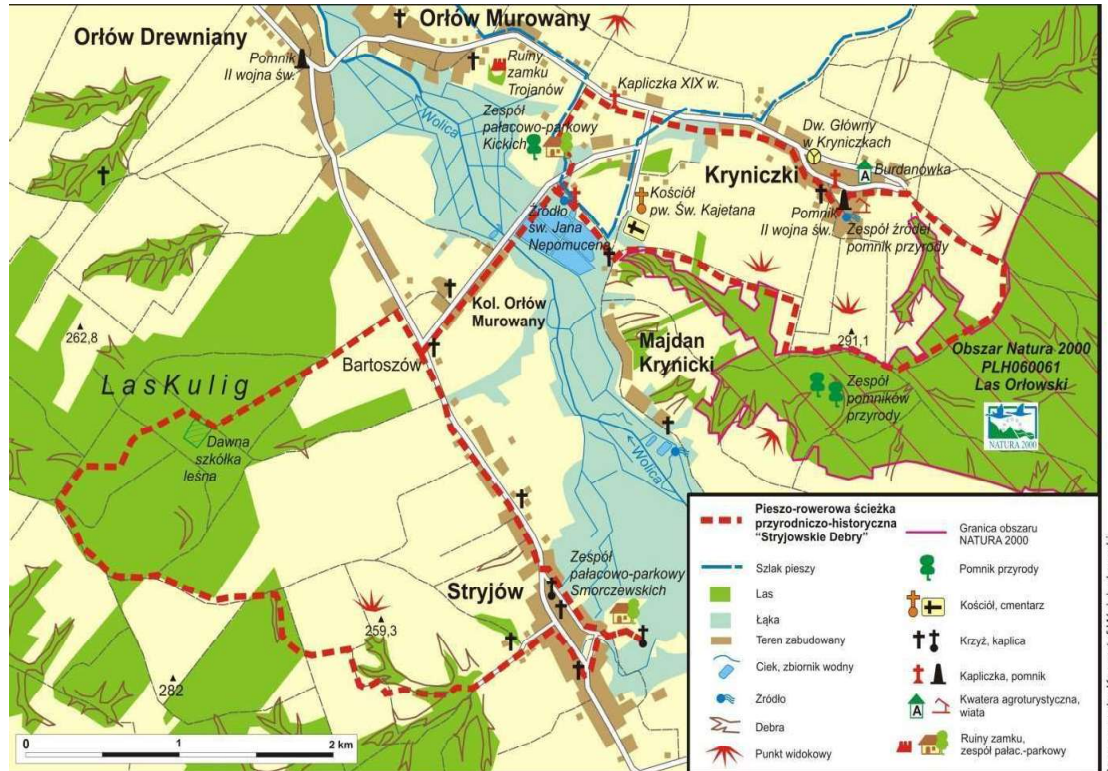 Orłów Murowany
Orłów Drewniany
Pomnik
II wojna św.
Ruiny
zamku
Trojanów
Kapliczka XIX w.
Wolica
Zespół
pałacowo-parkowy
Kickich
Dw. Główny
w Kryniczkach
Burdanówka
A
Kryniczki
Kościół
pw. Św. Kajetana
Pomnik
II wojna św.
Zespół źródeł
pomnik przyrody
Źródło
św. Jana
Nepomucena
Kol. Orłów
Murowany
262,8
Bartoszów
Majdan
Krynicki
291,1
Obszar Natura 2000
PLH060061
Las Orłowski
NATURA 2000
Zespół
pomników
przyrody
Las Kulig
Dawna
szkółka
leśna
Wolica
Zespół
pałacowo-parkowy
Smorczewskich
Stryjów
259,3
282
0 1 2 km
Pieszo-rowerowa ścieżka
przyrodniczo-historyczna
"Stryjowskie Debry"
Szlak pieszy
Las
Łąka
Teren zabudowany
Ciek, zbiornik wodny
Źródło
Debra
Punkt widokowy
Granica obszaru
NATURA 2000
Pomnik przyrody
Kościół, cmentarz
Krzyż, kaplica
Kapliczka, pomnik
A
Kwatera agroturystyczna,
wiata
Ruiny zamku,
zespół pałac.-parkowy